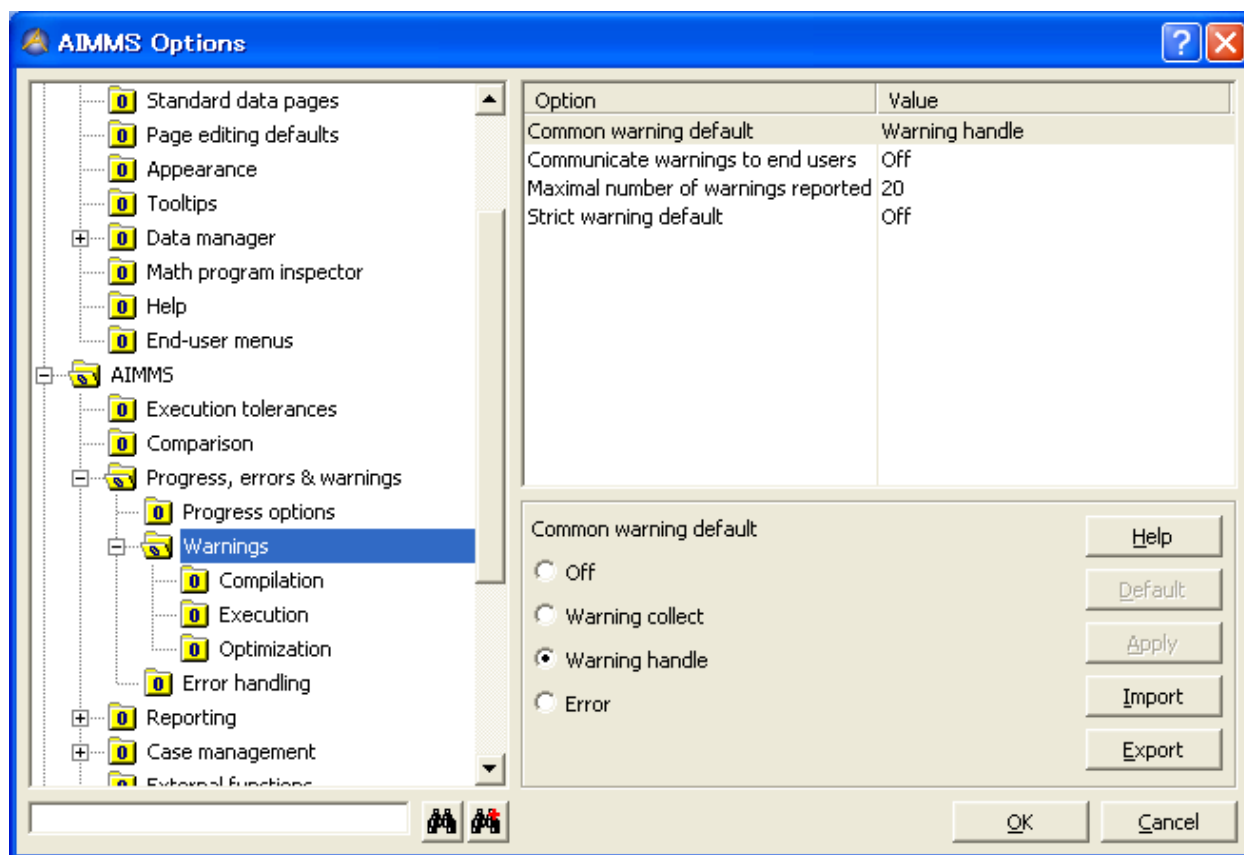 AIMMS Options
Standard data pages
Page editing defaults
Appearance
Tooltips
Data manager
Math program inspector
Help
End-user menus
AIMMS
Execution tolerances
Comparison
Progress, errors & warnings
Progress options
Warnings
Compilation
Execution
Optimization
Error handling
Reporting
Case management
External functions
Option Value
Common warning default Warning handle
Communicate warnings to end users Off
Maximal number of warnings reported 20
Strict warning default Off
Common warning default
Off
Warning collect
Warning handle
Error
Help
Default
Apply
Import
Export
OK Cancel